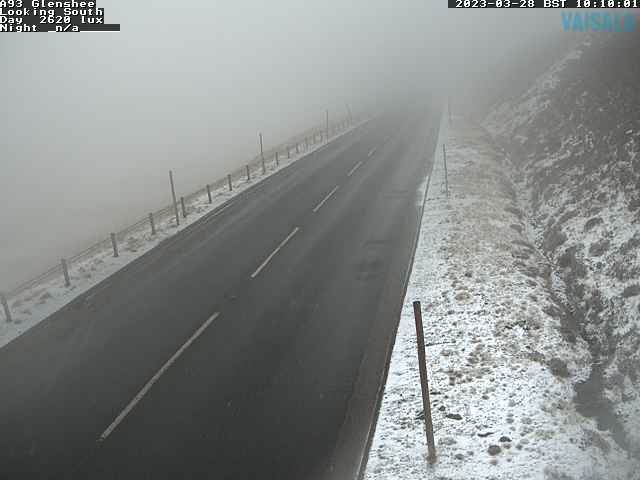 A93 Glenshee
Looking South
Day 2620 lux
Night n/a
2023-03-28 BST 10:10:01
VAISALA